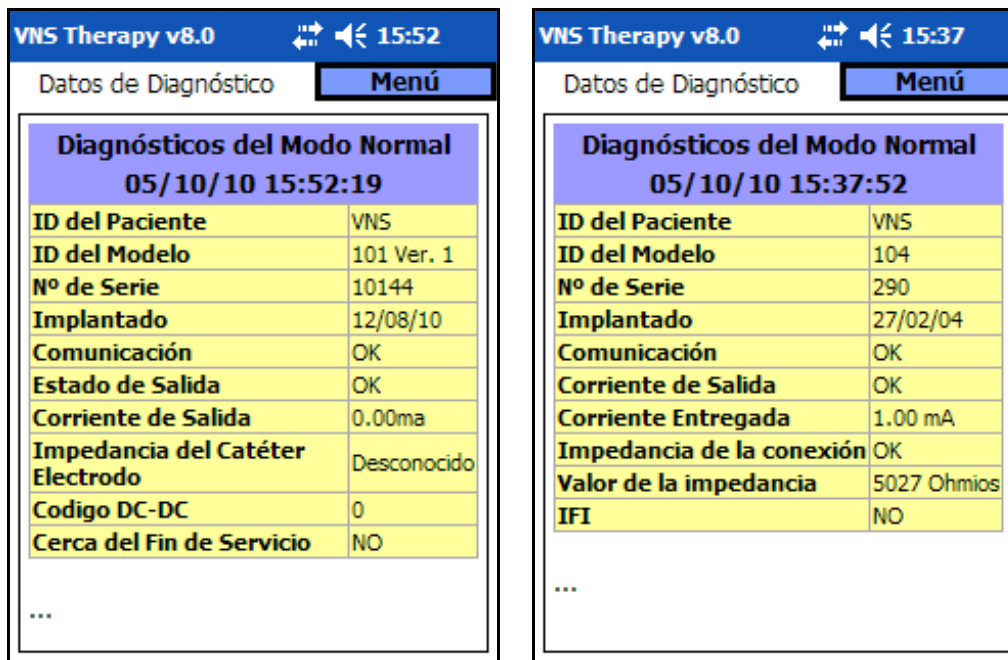 VNS Therapy v8.0 15:52
Datos de Diagnóstico Menú
Diagnósticos del Modo Normal
05/10/10 15:52:19
ID del Paciente VNS
ID del Modelo 101 Ver. 1
Nº de Serie 10144
Implantado 12/08/10
Comunicación OK
Estado de Salida OK
Corriente de Salida 0.00ma
Impedancia del Catéter
Electrodo Desconocido
Codigo DC-DC 0
Cerca del Fin de Servicio NO
...
VNS Therapy v8.0 15:37
Datos de Diagnóstico Menú
Diagnósticos del Modo Normal
05/10/10 15:37:52
ID del Paciente VNS
ID del Modelo 104
Nº de Serie 290
Implantado 27/02/04
Comunicación OK
Corriente de Salida OK
Corriente Entregada 1.00 mA
Impedancia de la conexión OK
Valor de la impedancia 5027 Ohmios
IFI NO
...